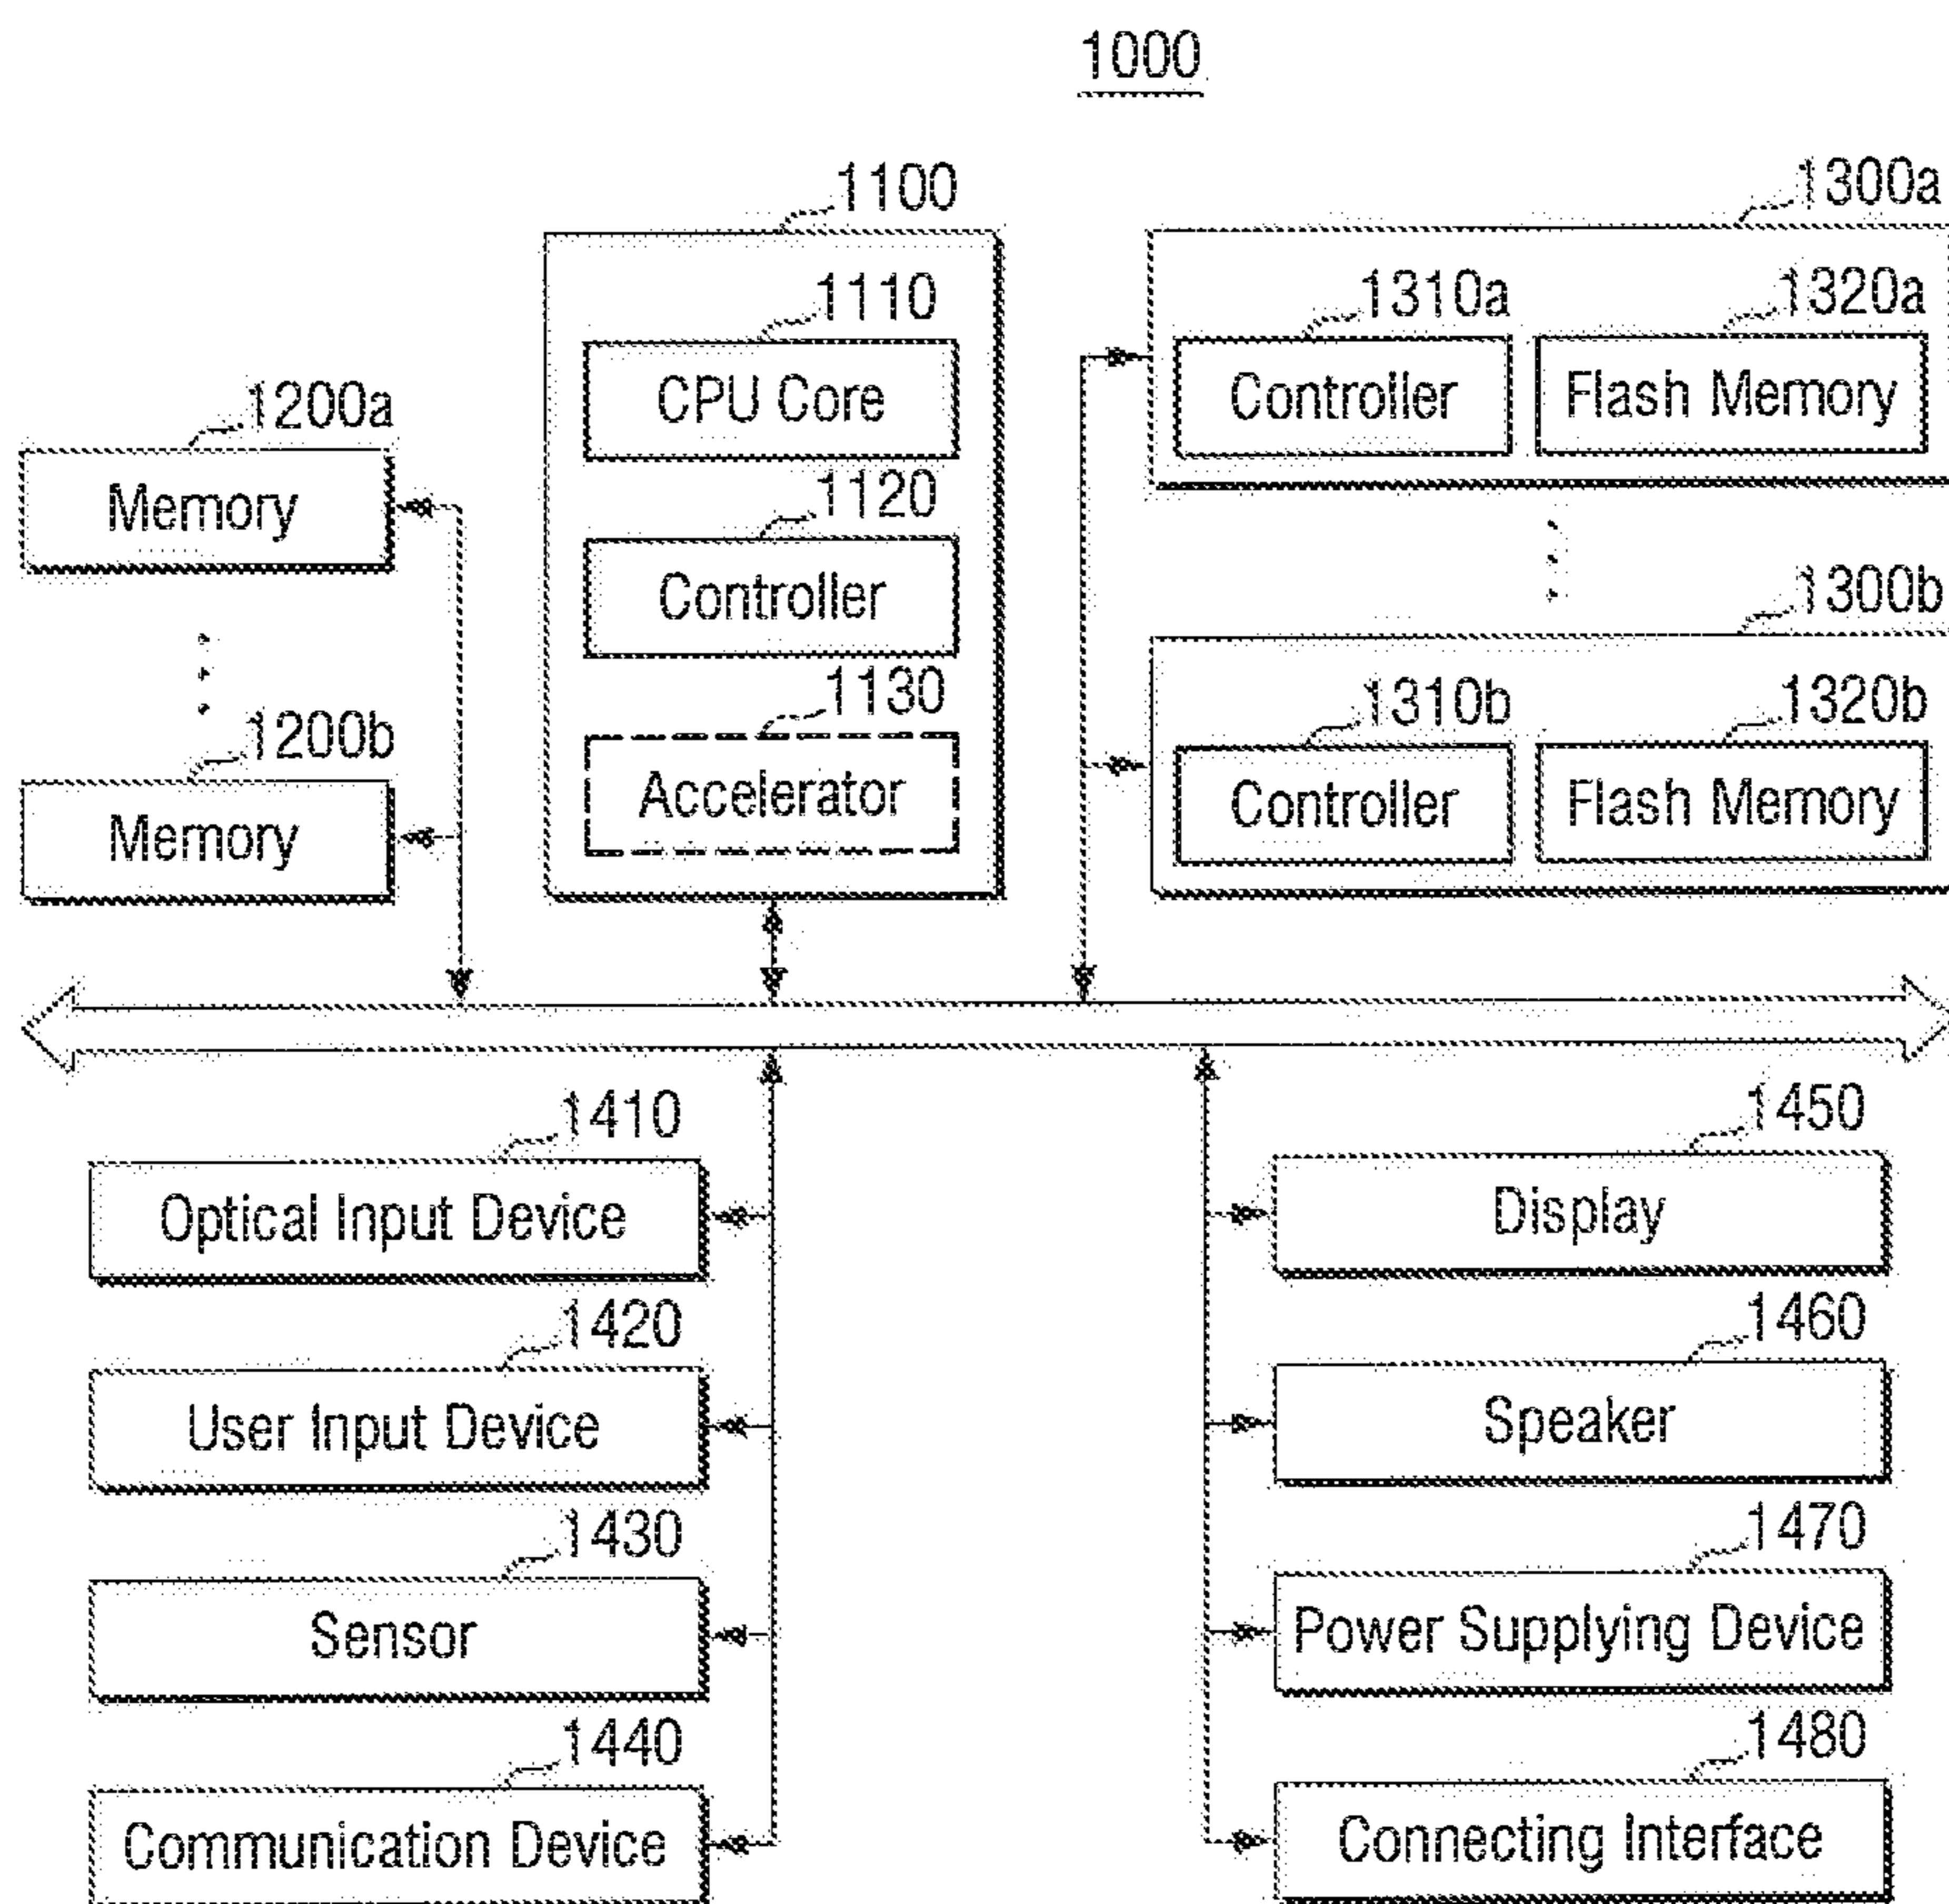 1000
1100
1110
CPU Core
1120
Controller
1130
Accelerator
1200a
Memory
1200b
Memory
1300a
1310a
Controller
1320a
Flash Memory
1300b
1310b
Controller
1320b
Flash Memory
1410
Optical Input Device
1420
User Input Device
1430
Sensor
1440
Communication Device
1450
Display
1460
Speaker
1470
Power Supplying Device
1480
Connecting Interface